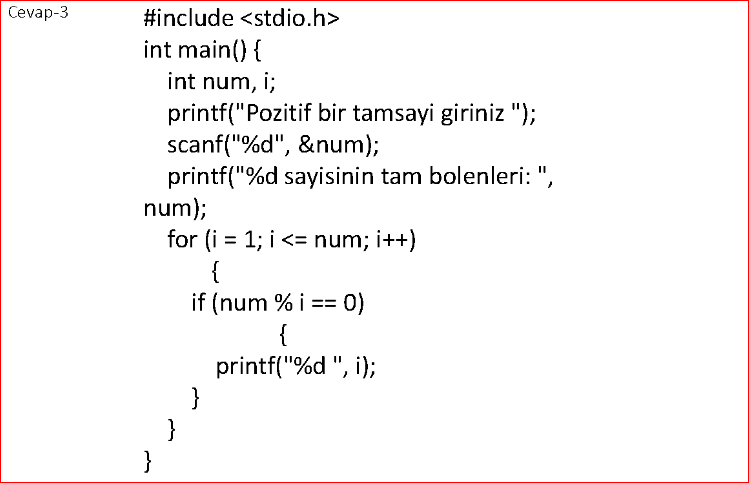 Cevap-3
#include <stdio.h>
int main() {
int num, i;
printf("Pozitif bir tamsayi giriniz ");
scanf("%d", &num);
printf("%d sayisinin tam bolenleri: ",
num);
for (i = 1; i <= num; i++)
{
if (num % i == 0)
{
printf("%d ", i);
}
}
}